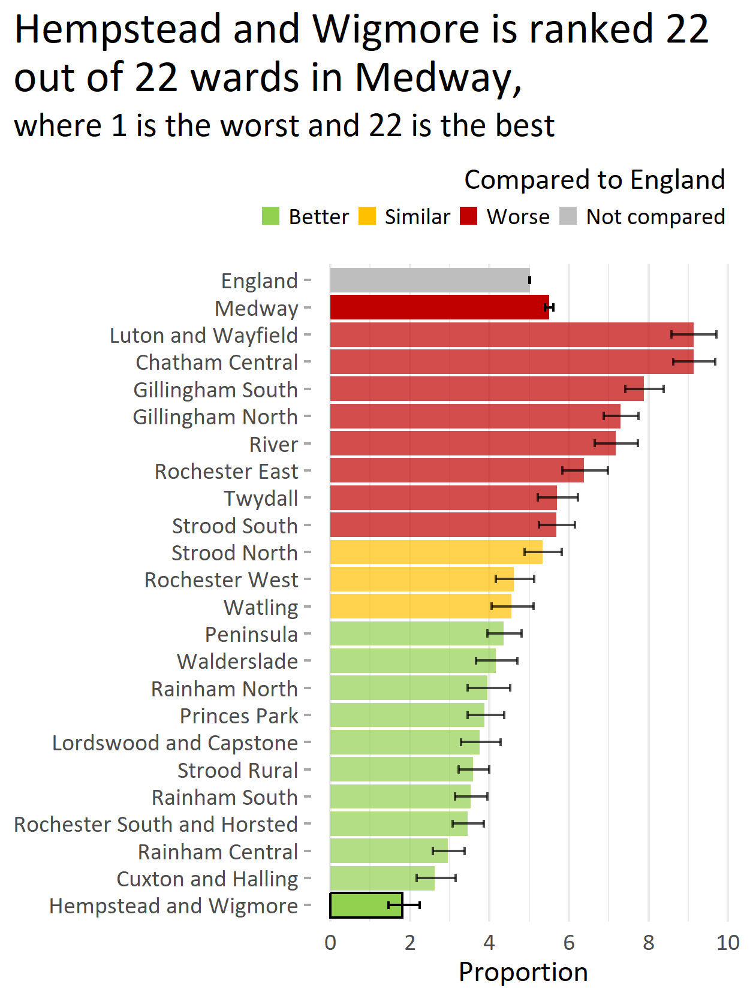 Hempstead and Wigmore is ranked 22
out of 22 wards in Medway,
where 1 is the worst and 22 is the best
Compared to England
Better Similar Worse Not compared
England
Medway
Luton and Wayfield
Chatham Central
Gillingham South
Gillingham North
River
Rochester East
Twydall
Strood South
Strood North
Rochester West
Watling
Peninsula
Walderslade
Rainham North
Princes Park
Lordswood and Capstone
Strood Rural
Rainham South
Rochester South and Horsted
Rainham Central
Cuxton and Halling
Hempstead and Wigmore
0 2 4 6 8 10
Proportion